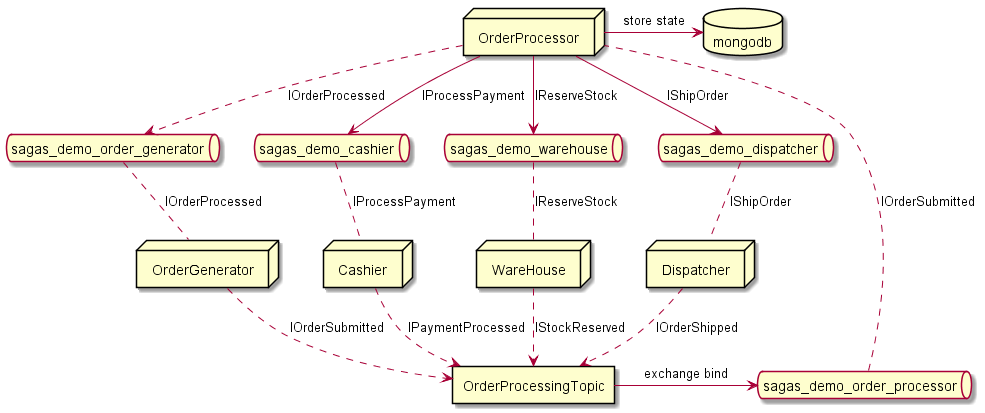 store state
OrderProcessor
mongodb
IOrderProcessed
IProcessPayment
IReserveStock
IShipOrder
sagas_demo_order_generator
sagas_demo_cashier
sagas_demo_warehouse
sagas_demo_dispatcher
IOrderProcessed
IProcessPayment
IReserveStock
IShipOrder
IOrderSubmitted
OrderGenerator
Cashier
WareHouse
Dispatcher
IOrderSubmitted
IPaymentProcessed
IStockReserved
IOrderShipped
exchange bind
OrderProcessingTopic
sagas_demo_order_processor